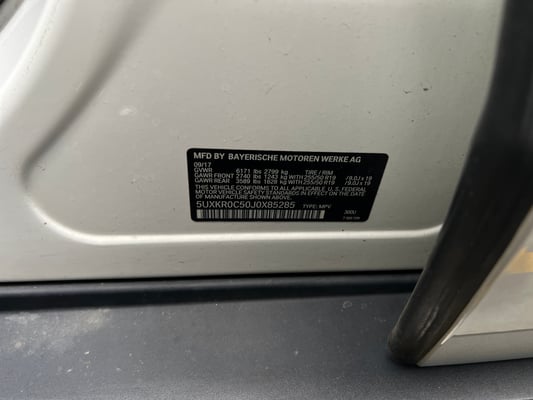 MFD BY BAYERISCHE MOTOREN WERKE AG
09/17
GVWR 6171 lbs 2799 kg TIRE / RIM
GAWR FRONT 2740 lbs 1243 kg WITH 255/50 R19 / 9.0J x 19
GAWR REAR 3589 lbs 1628 kg WITH 255/50 R19 / 9.0J x 19
THIS VEHICLE CONFORMS TO ALL APPLICABLE U.S. FEDERAL
MOTOR VEHICLE SAFETY STANDARDS IN EFFECT ON THE DATE
OF MANUFACTURE SHOWN ABOVE.
5UXKR0C50J0X85285 TYPE: MPV